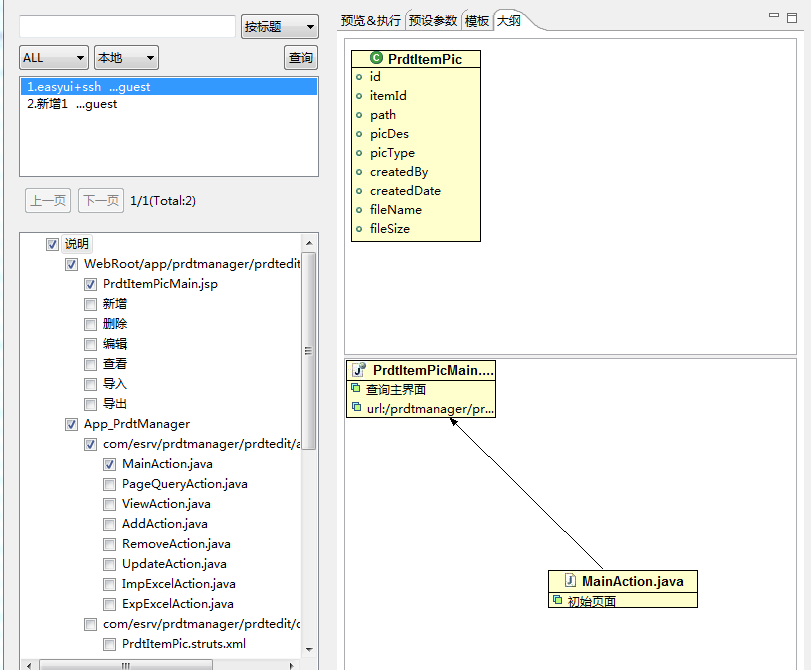 按标题
ALL
本地
查询
1.easyui+ssh ...guest
2.新增1 ...guest
上一页
下一页
1/1(Total:2)
说明
WebRoot/app/prdtmanager/prdtedit
PrdtItemPicMain.jsp
新增
删除
编辑
查看
导入
导出
App_PrdtManager
com/esrv/prdtmanager/prdtedit/a
MainAction.java
PageQueryAction.java
ViewAction.java
AddAction.java
RemoveAction.java
UpdateAction.java
ImpExcelAction.java
ExpExcelAction.java
com/esrv/prdtmanager/prdtedit/c
PrdtItemPic.struts.xml
预览&执行
预设参数
模板
大纲
PrdtItemPic
id
itemId
path
picDes
picType
createdBy
createdDate
fileName
fileSize
PrdtItemPicMain....
查询主界面
url:/prdtmanager/pr...
MainAction.java
初始页面